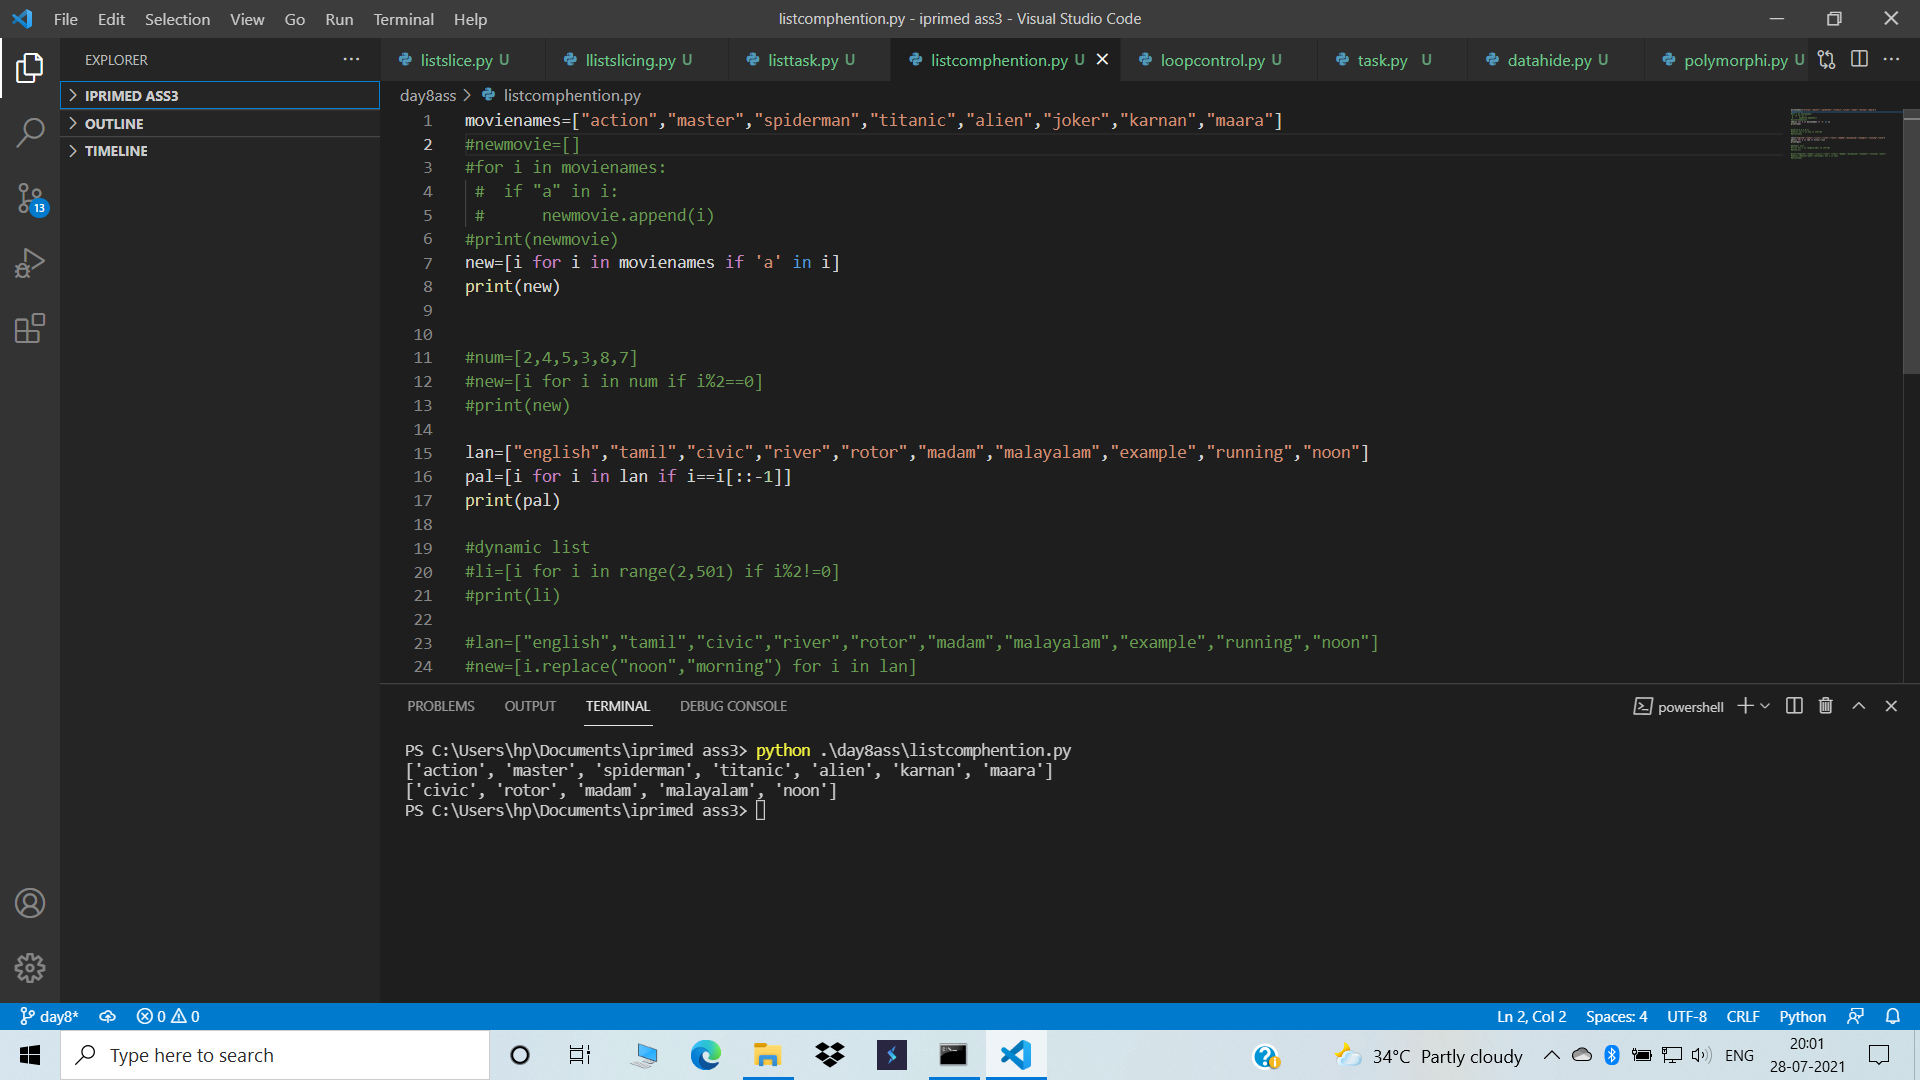 File Edit Selection View Go Run Terminal Help
listcomphention.py - iprimed ass3 - Visual Studio Code
EXPLORER
IPRIMED ASS3
OUTLINE
TIMELINE
13
listslice.py U llistslicing.py U listtask.py U listcomphention.py U loopcontrol.py U task.py U datahide.py U polymorphi.py U
day8ass > listcomphention.py
1 movienames=["action","master","spiderman","titanic","alien","joker","karnan","maara"]
2 #newmovie=[]
3 #for i in movienames:
4 # if "a" in i:
5 # newmovie.append(i)
6 #print(newmovie)
7 new=[i for i in movienames if 'a' in i]
8 print(new)
9
10
11 #num=[2,4,5,3,8,7]
12 #new=[i for i in num if i%2==0]
13 #print(new)
14
15 lan=["english","tamil","civic","river","rotor","madam","malayalam","example","running","noon"]
16 pal=[i for i in lan if i==i[::-1]]
17 print(pal)
18
19 #dynamic list
20 #li=[i for i in range(2,501) if i%2!=0]
21 #print(li)
22
23 #lan=["english","tamil","civic","river","rotor","madam","malayalam","example","running","noon"]
24 #new=[i.replace("noon","morning") for i in lan]
PROBLEMS OUTPUT TERMINAL DEBUG CONSOLE
powershell
PS C:\Users\hp\Documents\iprimed ass3> python .\day8ass\listcomphention.py
['action', 'master', 'spiderman', 'titanic', 'alien', 'karnan', 'maara']
['civic', 'rotor', 'madam', 'malayalam', 'noon']
PS C:\Users\hp\Documents\iprimed ass3>
day8* 0 0
Ln 2, Col 2 Spaces: 4 UTF-8 CRLF Python
Type here to search
34°C Partly cloudy
ENG
20:01
28-07-2021